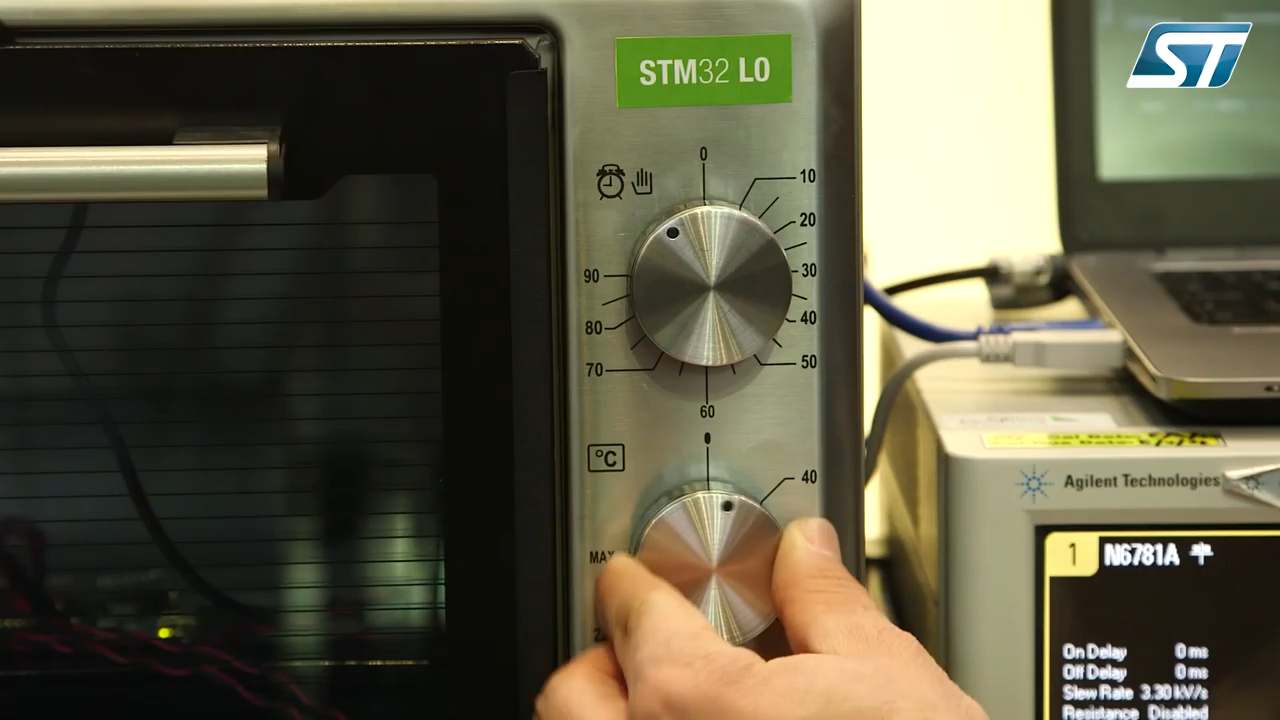 ST
STM32 L0
0
10
20
30
40
50
60
70
80
90
°C
40
MAX
Agilent Technologies
1 N6781A
On Delay 0 ms
Off Delay 0 ms
Slew Rate 3.30 kV/s
Resistance Disabled